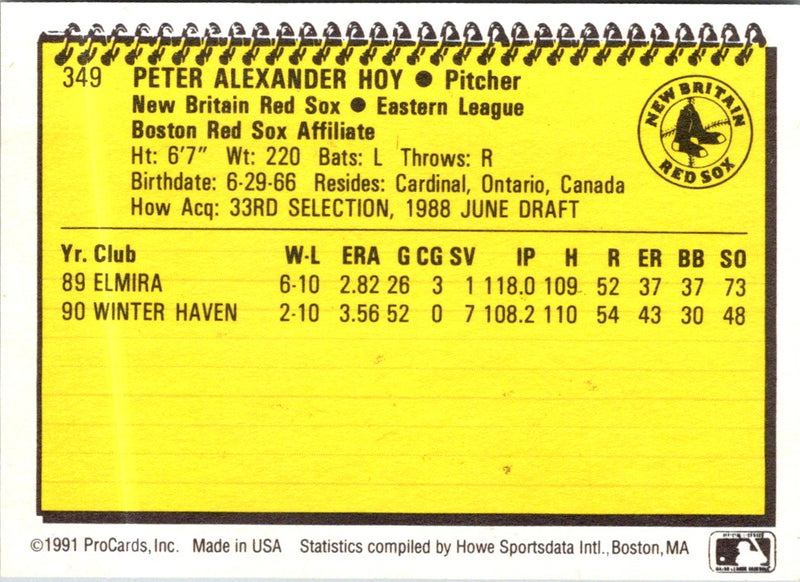 349 PETER ALEXANDER HOY ● Pitcher
New Britain Red Sox ● Eastern League
Boston Red Sox Affiliate
Ht: 6'7" Wt: 220 Bats: L Throws: R
Birthdate: 6-29-66 Resides: Cardinal, Ontario, Canada
How Acq: 33RD SELECTION, 1988 JUNE DRAFT
NEW BRITAIN
RED SOX
Yr. Club W-L ERA G CG SV IP H R ER BB SO
89 ELMIRA 6-10 2.82 26 3 1 118.0 109 52 37 37 73
90 WINTER HAVEN 2-10 3.56 52 0 7 108.2 110 54 43 30 48
©1991 ProCards, Inc. Made in USA Statistics compiled by Howe Sportsdata Intl., Boston, MA